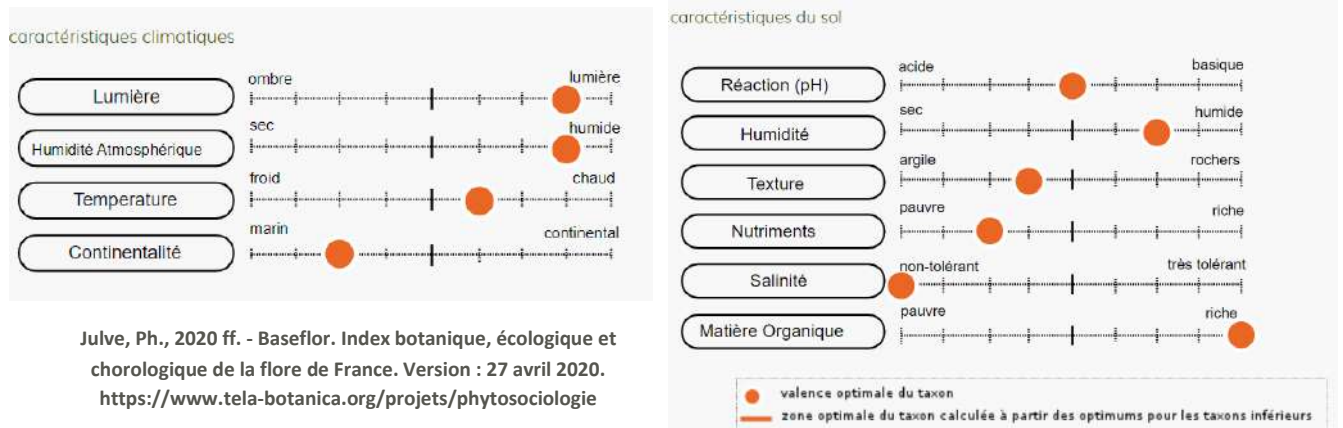 caractéristiques climatiques
Lumière
ombre
lumière
Humidité Atmosphérique
sec
humide
Temperature
froid
chaud
Continentalité
marin
continental
Julve, Ph., 2020 ff. - Baseflor. Index botanique, écologique et
chorologique de la flore de France. Version : 27 avril 2020.
https://www.tela-botanica.org/projets/phytosociologie
caractéristiques du sol
Réaction (pH)
acide
basique
Humidité
sec
humide
Texture
argile
rochers
Nutriments
pauvre
riche
Salinité
non-tolérant
très tolérant
Matière Organique
pauvre
riche
valence optimale du taxon
zone optimale du taxon calculée à partir des optimums pour les taxons inférieurs